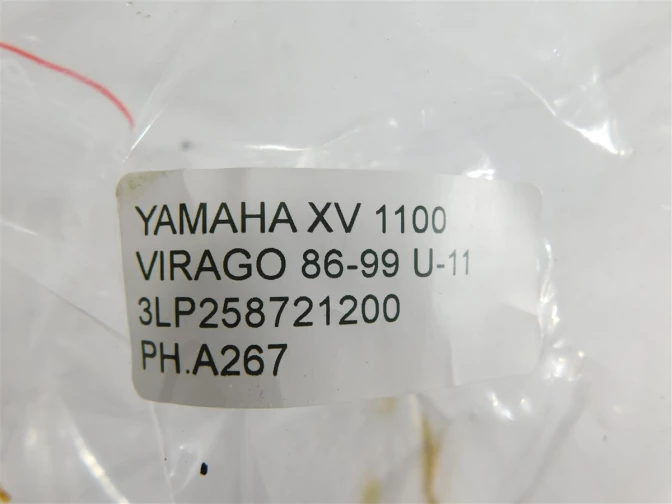 YAMAHA XV 1100
VIRAGO 86-99 U-11
3LP258721200
PH.A267